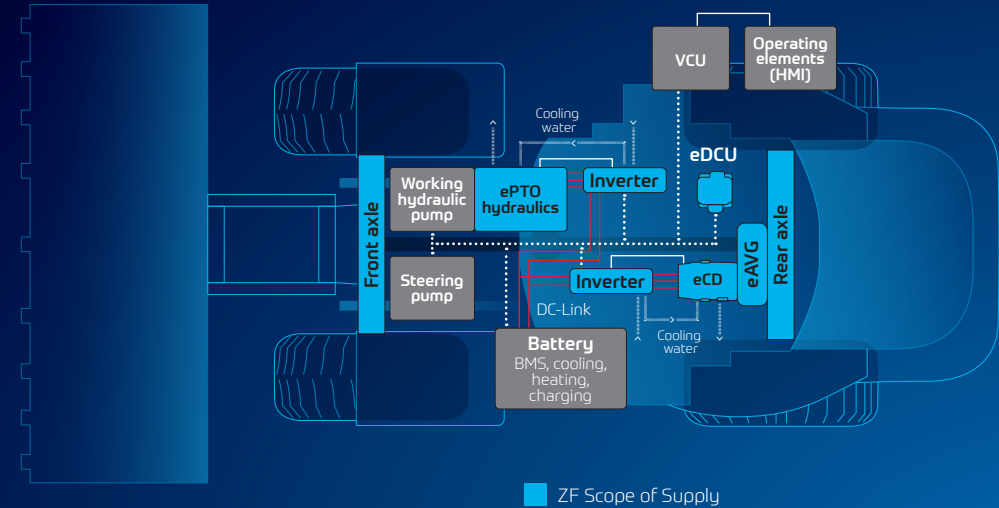 VCU
Operating
elements
(HMI)
Cooling
water
eDCU
Working
hydraulic
pump
ePTO
hydraulics
Inverter
Front axle
Rear axle
Steering
pump
Inverter
eCD
eAVG
DC-Link
Battery
BMS, cooling,
heating,
charging
Cooling
water
ZF Scope of Supply